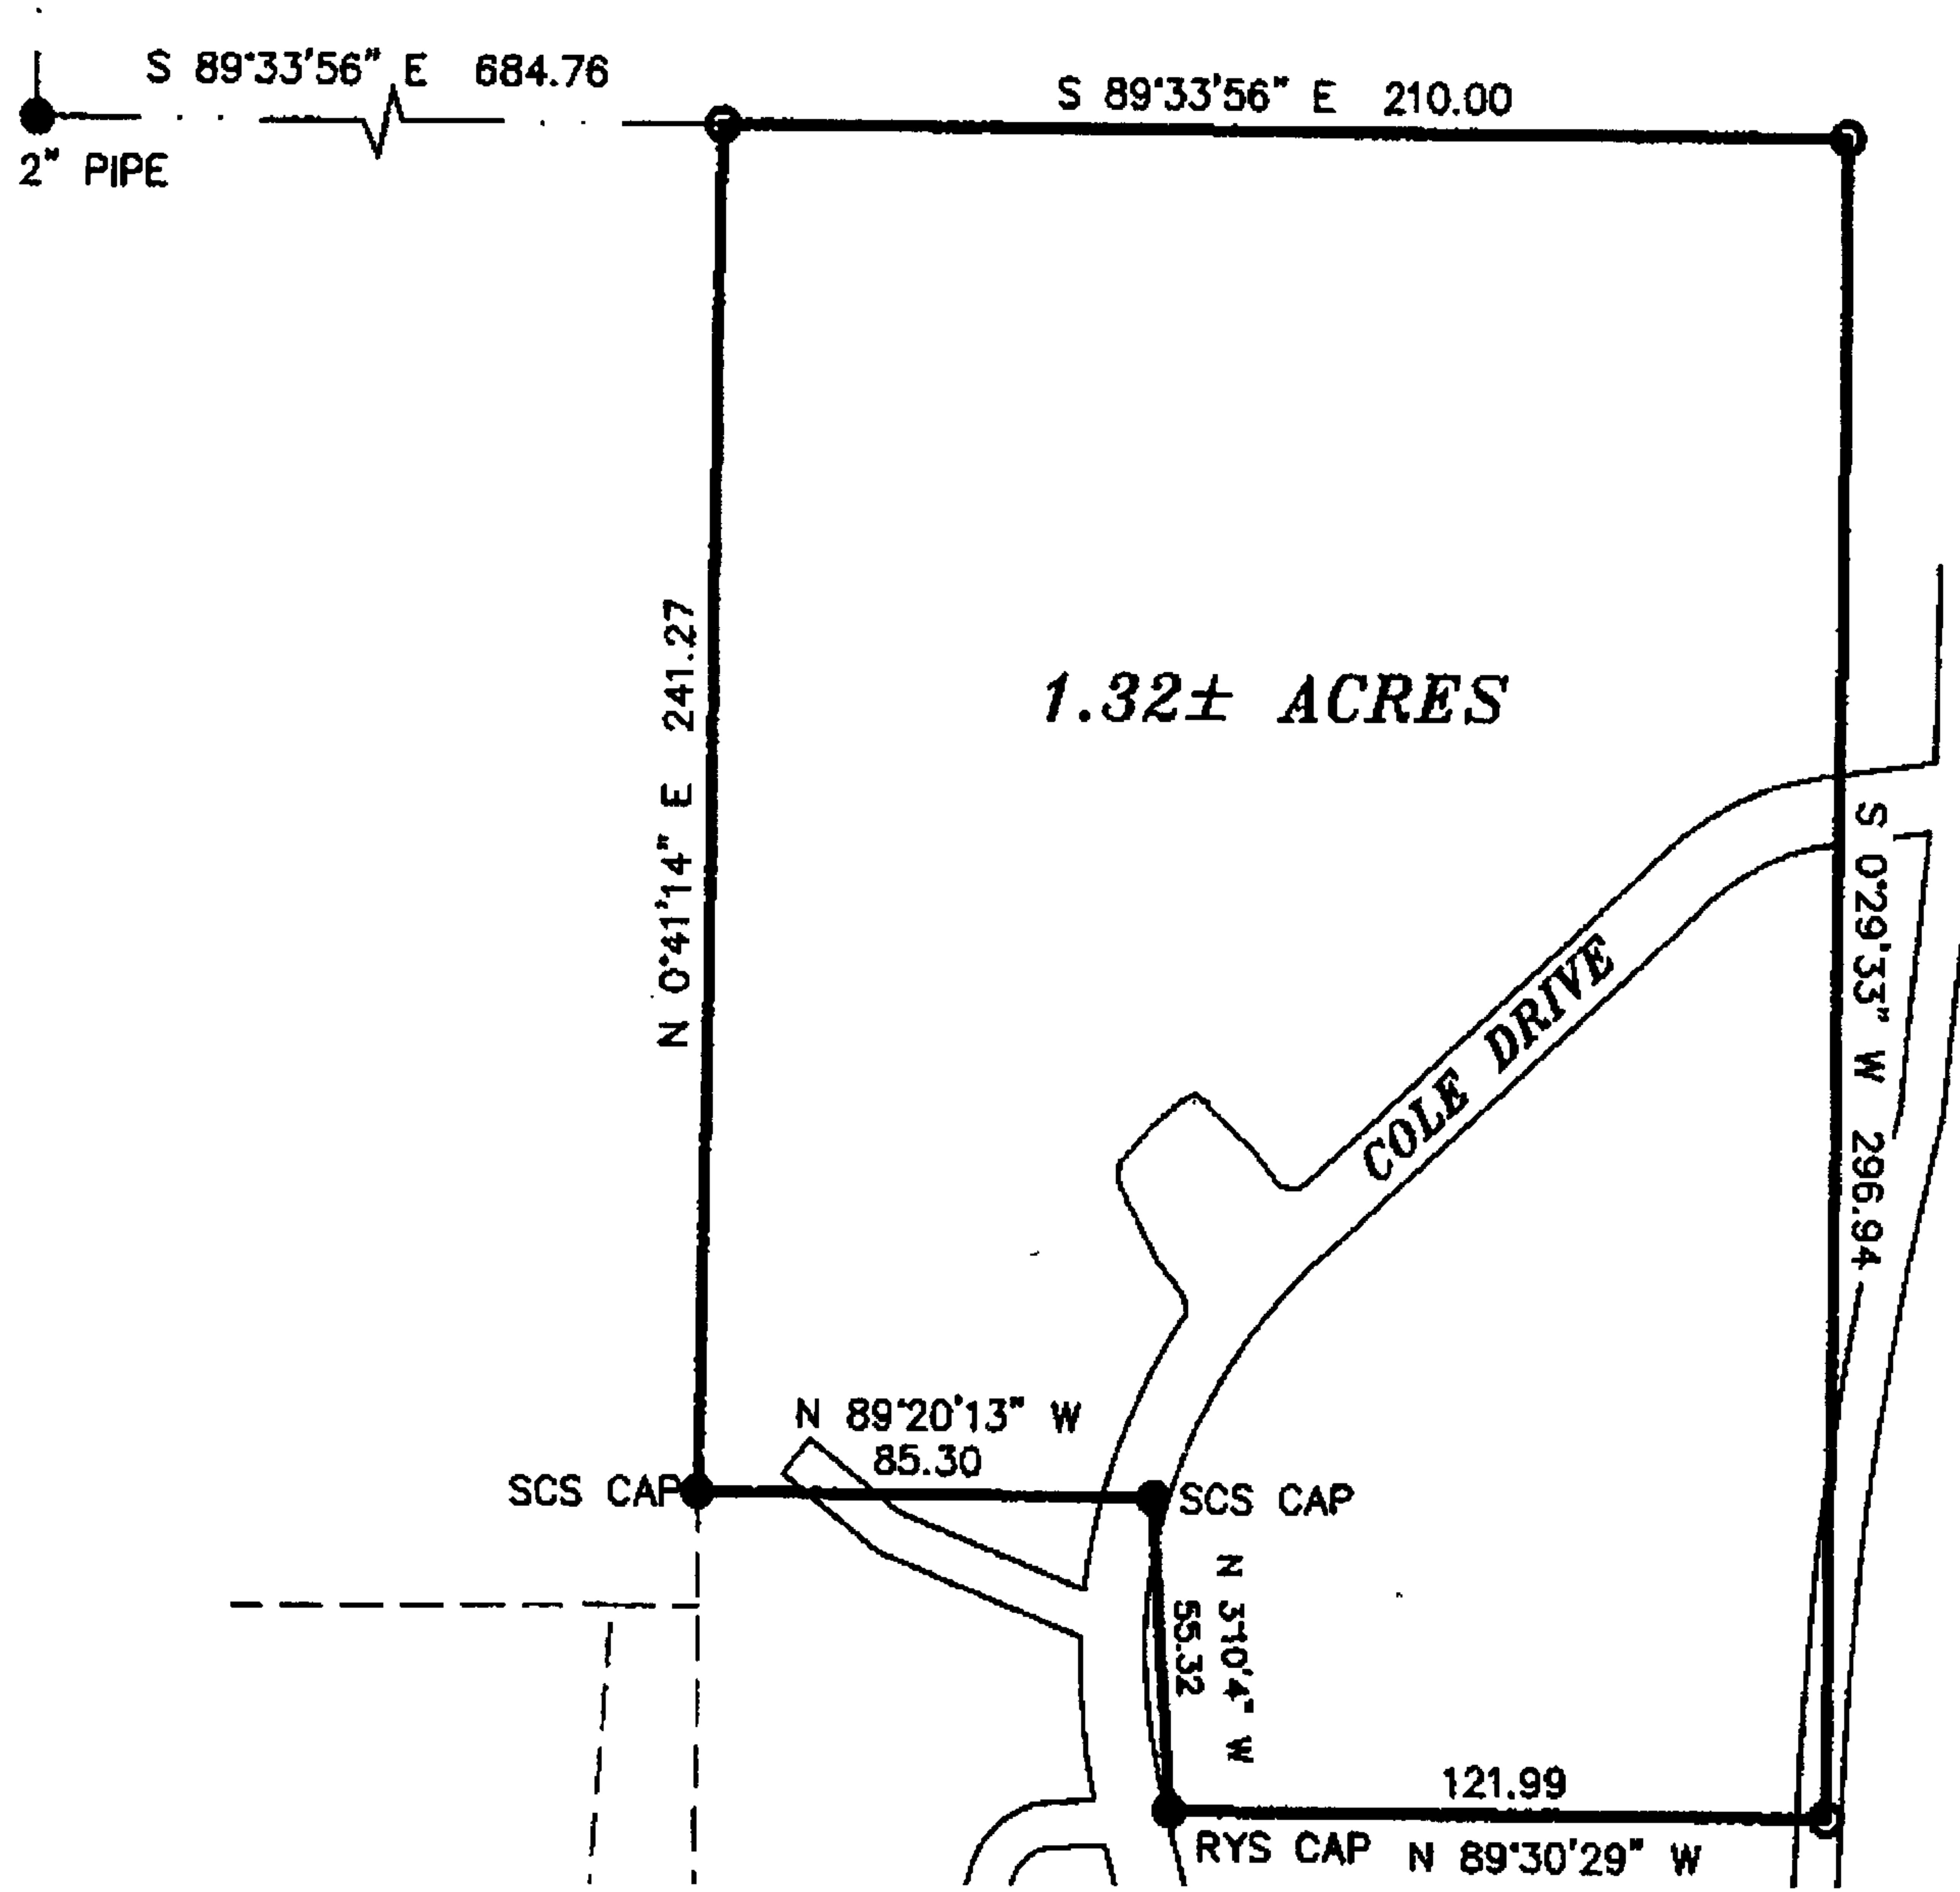 S 89°33'56" E 684.76
S 89°33'56" E 210.00
2" PIPE
N 0°41'14" E 241.27
1.32± ACRES
S 0°29'33" W 296.94
COLE DRIVE
N 89°20'13" W
85.30
SCS CAP
SCS CAP
N 3°10'4" W
55.32
121.99
RYS CAP
N 89°30'29" W